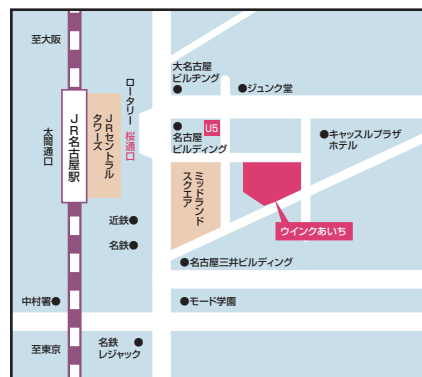 至大阪
大名古屋
ビルヂング
ジュンク堂
ロータリー
桜通口
U5
名古屋
ビルディング
キャッスルプラザ
ホテル
太閤通口
JR名古屋駅
JRセントラル
タワーズ
ミッドランド
スクエア
近鉄
名鉄
ウインクあいち
名古屋三井ビルディング
中村署
モード学園
至東京
名鉄
レジャック